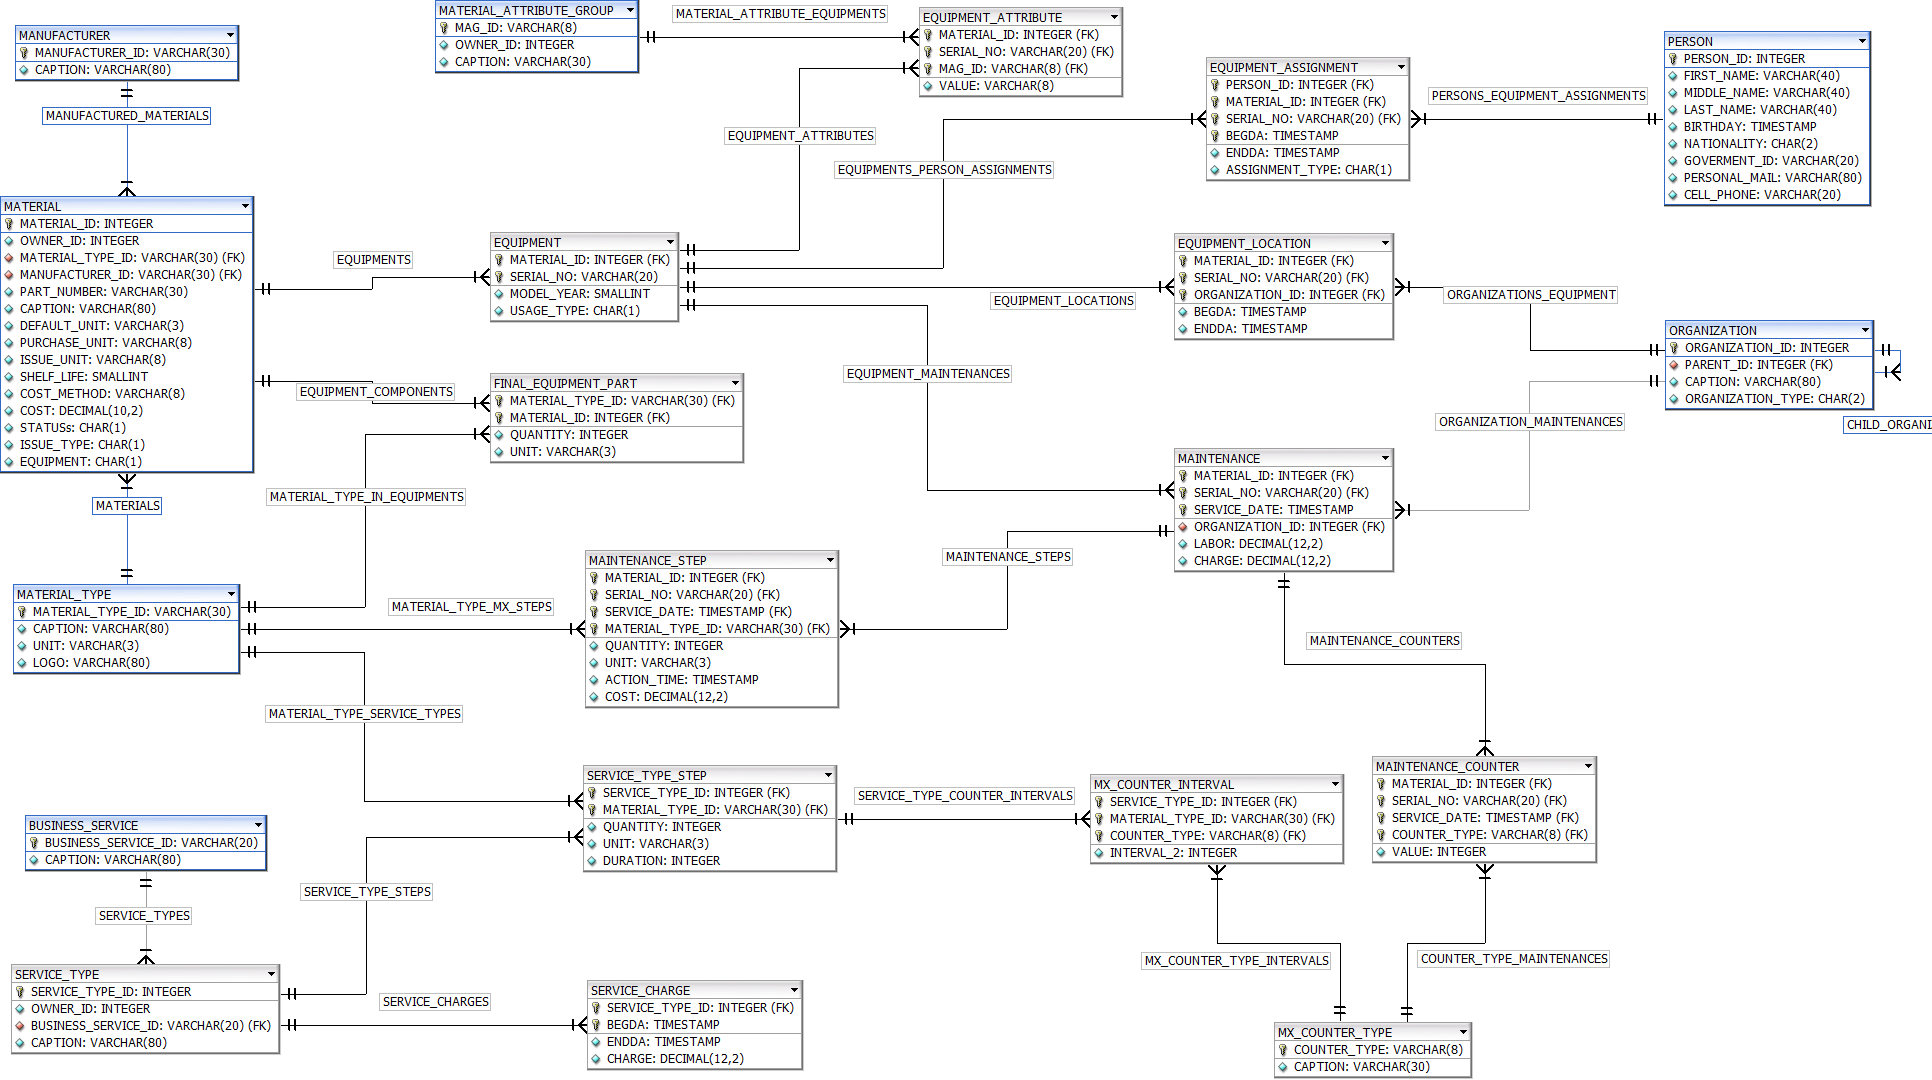 MANUFACTURER
MANUFACTURER_ID: VARCHAR(30)
CAPTION: VARCHAR(80)
MANUFACTURED_MATERIALS
MATERIAL
MATERIAL_ID: INTEGER
OWNER_ID: INTEGER
MATERIAL_TYPE_ID: VARCHAR(30) (FK)
MANUFACTURER_ID: VARCHAR(30) (FK)
PART_NUMBER: VARCHAR(30)
CAPTION: VARCHAR(80)
DEFAULT_UNIT: VARCHAR(3)
PURCHASE_UNIT: VARCHAR(8)
ISSUE_UNIT: VARCHAR(8)
SHELF_LIFE: SMALLINT
COST_METHOD: VARCHAR(8)
COST: DECIMAL(10,2)
STATUSs: CHAR(1)
ISSUE_TYPE: CHAR(1)
EQUIPMENT: CHAR(1)
MATERIALS
MATERIAL_TYPE
MATERIAL_TYPE_ID: VARCHAR(30)
CAPTION: VARCHAR(80)
UNIT: VARCHAR(3)
LOGO: VARCHAR(80)
BUSINESS_SERVICE
BUSINESS_SERVICE_ID: VARCHAR(20)
CAPTION: VARCHAR(80)
SERVICE_TYPES
SERVICE_TYPE
SERVICE_TYPE_ID: INTEGER
OWNER_ID: INTEGER
BUSINESS_SERVICE_ID: VARCHAR(20) (FK)
CAPTION: VARCHAR(80)
MATERIAL_ATTRIBUTE_GROUP
MAG_ID: VARCHAR(8)
OWNER_ID: INTEGER
CAPTION: VARCHAR(30)
MATERIAL_ATTRIBUTE_EQUIPMENTS
EQUIPMENT_ATTRIBUTE
MATERIAL_ID: INTEGER (FK)
SERIAL_NO: VARCHAR(20) (FK)
MAG_ID: VARCHAR(8) (FK)
VALUE: VARCHAR(8)
EQUIPMENT_ATTRIBUTES
EQUIPMENTS_PERSON_ASSIGNMENTS
EQUIPMENTS
EQUIPMENT
MATERIAL_ID: INTEGER (FK)
SERIAL_NO: VARCHAR(20)
MODEL_YEAR: SMALLINT
USAGE_TYPE: CHAR(1)
EQUIPMENT_LOCATIONS
EQUIPMENT_MAINTENANCES
EQUIPMENT_COMPONENTS
FINAL_EQUIPMENT_PART
MATERIAL_TYPE_ID: VARCHAR(30) (FK)
MATERIAL_ID: INTEGER (FK)
QUANTITY: INTEGER
UNIT: VARCHAR(3)
MATERIAL_TYPE_IN_EQUIPMENTS
MATERIAL_TYPE_MX_STEPS
MAINTENANCE_STEP
MATERIAL_ID: INTEGER (FK)
SERIAL_NO: VARCHAR(20) (FK)
SERVICE_DATE: TIMESTAMP (FK)
MATERIAL_TYPE_ID: VARCHAR(30) (FK)
QUANTITY: INTEGER
UNIT: VARCHAR(3)
ACTION_TIME: TIMESTAMP
COST: DECIMAL(12,2)
MAINTENANCE_STEPS
MATERIAL_TYPE_SERVICE_TYPES
SERVICE_TYPE_STEP
SERVICE_TYPE_ID: INTEGER (FK)
MATERIAL_TYPE_ID: VARCHAR(30) (FK)
QUANTITY: INTEGER
UNIT: VARCHAR(3)
DURATION: INTEGER
SERVICE_TYPE_STEPS
SERVICE_TYPE_COUNTER_INTERVALS
SERVICE_CHARGES
SERVICE_CHARGE
SERVICE_TYPE_ID: INTEGER (FK)
BEGDA: TIMESTAMP
ENDDA: TIMESTAMP
CHARGE: DECIMAL(12,2)
EQUIPMENT_ASSIGNMENT
PERSON_ID: INTEGER (FK)
MATERIAL_ID: INTEGER (FK)
SERIAL_NO: VARCHAR(20) (FK)
BEGDA: TIMESTAMP
ENDDA: TIMESTAMP
ASSIGNMENT_TYPE: CHAR(1)
PERSONS_EQUIPMENT_ASSIGNMENTS
PERSON
PERSON_ID: INTEGER
FIRST_NAME: VARCHAR(40)
MIDDLE_NAME: VARCHAR(40)
LAST_NAME: VARCHAR(40)
BIRTHDAY: TIMESTAMP
NATIONALITY: CHAR(2)
GOVERMENT_ID: VARCHAR(20)
PERSONAL_MAIL: VARCHAR(80)
CELL_PHONE: VARCHAR(20)
EQUIPMENT_LOCATION
MATERIAL_ID: INTEGER (FK)
SERIAL_NO: VARCHAR(20) (FK)
ORGANIZATION_ID: INTEGER (FK)
BEGDA: TIMESTAMP
ENDDA: TIMESTAMP
ORGANIZATIONS_EQUIPMENT
ORGANIZATION
ORGANIZATION_ID: INTEGER
PARENT_ID: INTEGER (FK)
CAPTION: VARCHAR(80)
ORGANIZATION_TYPE: CHAR(2)
CHILD_ORGANI
ORGANIZATION_MAINTENANCES
MAINTENANCE
MATERIAL_ID: INTEGER (FK)
SERIAL_NO: VARCHAR(20) (FK)
SERVICE_DATE: TIMESTAMP
ORGANIZATION_ID: INTEGER (FK)
LABOR: DECIMAL(12,2)
CHARGE: DECIMAL(12,2)
MAINTENANCE_COUNTERS
MX_COUNTER_INTERVAL
SERVICE_TYPE_ID: INTEGER (FK)
MATERIAL_TYPE_ID: VARCHAR(30) (FK)
COUNTER_TYPE: VARCHAR(8) (FK)
INTERVAL_2: INTEGER
MAINTENANCE_COUNTER
MATERIAL_ID: INTEGER (FK)
SERIAL_NO: VARCHAR(20) (FK)
SERVICE_DATE: TIMESTAMP (FK)
COUNTER_TYPE: VARCHAR(8) (FK)
VALUE: INTEGER
MX_COUNTER_TYPE_INTERVALS
COUNTER_TYPE_MAINTENANCES
MX_COUNTER_TYPE
COUNTER_TYPE: VARCHAR(8)
CAPTION: VARCHAR(30)